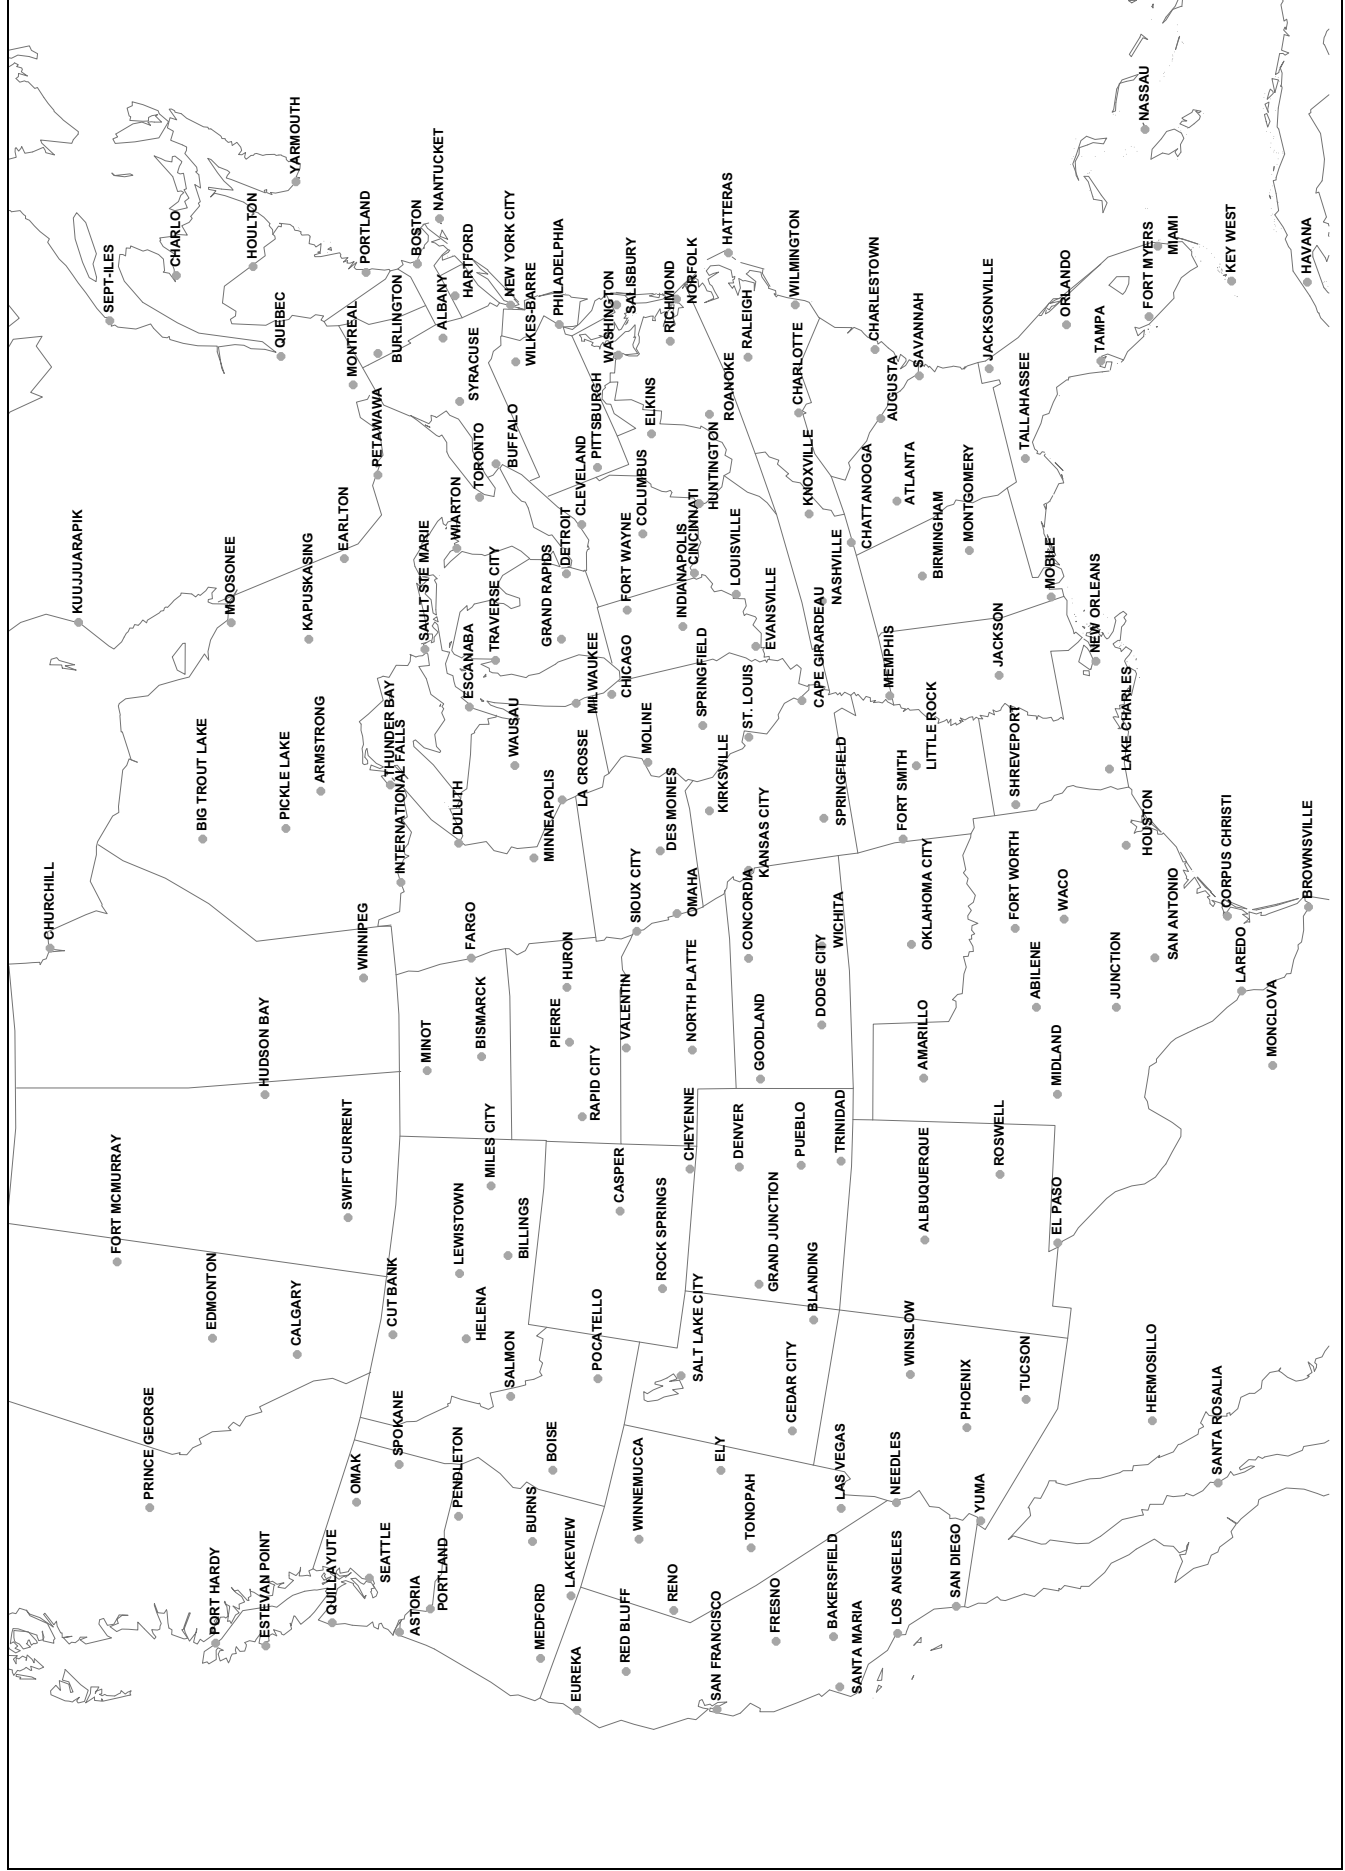 CHURCHILL
KUUJUARAPIK
SEPT-ILES
FORT MCMURRAY
PRINCE GEORGE
CHARLO
BIG TROUT LAKE
EDMONTON
PORT HARDY
MOOSONEE
HOULTON
HUDSON BAY
ESTEVAN POINT
PICKLE LAKE
QUEBEC
CALGARY
YARMOUTH
KAPUSKASING
ARMSTRONG
QUILLAYUTE
SWIFT CURRENT
EARLTON
MONTREAL
OMAK
WINNIPEG
PORTLAND
SEATTLE
PETAWAWA
BURLINGTON
THUNDER BAY
INTERNATIONAL FALLS
CUT BANK
SPOKANE
ASTORIA
BOSTON
SAULT STE MARIE
MINOT
PORTLAND
NANTUCKET
ALBANY
WIARTON
HARTFORD
DULUTH
LEWISTOWN
PENDLETON
SYRACUSE
ESCANABA
FARGO
HELENA
TORONTO
BISMARCK
MILES CITY
TRAVERSE CITY
BUFFALO
NEW YORK CITY
WILKES-BARRE
WAUSAU
BILLINGS
SALMON
BURNS
MINNEAPOLIS
MEDFORD
GRAND RAPIDS
BOISE
PHILADELPHIA
DETROIT
HURON
PIERRE
LAKEVIEW
LA CROSSE
EUREKA
CLEVELAND
RAPID CITY
MILWAUKEE
PITTSBURGH
POCATELLO
WASHINGTON
SALISBURY
CHICAGO
CASPER
FORT WAYNE
VALENTIN
RED BLUFF
SIOUX CITY
WINNEMUCCA
COLUMBUS
MOLINE
ELKINS
DES MOINES
ROCK SPRINGS
RICHMOND
RENO
NORFOLK
OMAHA
INDIANAPOLIS
CINCINNATI
NORTH PLATTE
CHEYENNE
SALT LAKE CITY
SPRINGFIELD
HUNTINGTON
KIRKSVILLE
ROANOKE
SAN FRANCISCO
ELY
HATTERAS
LOUISVILLE
DENVER
RALEIGH
ST. LOUIS
CONCORDIA
KANSAS CITY
TONOPAH
EVANSVILLE
GOODLAND
GRAND JUNCTION
FRESNO
CEDAR CITY
WILMINGTON
CHARLOTTE
PUEBLO
KNOXVILLE
CAPE GIRARDEAU
BLANDING
DODGE CITY
NASHVILLE
WICHITA
SPRINGFIELD
BAKERSFIELD
TRINIDAD
LAS VEGAS
SANTA MARIA
CHATTANOOGA
CHARLESTOWN
AUGUSTA
MEMPHIS
NEEDLES
LOS ANGELES
FORT SMITH
ATLANTA
WINSLOW
SAVANNAH
LITTLE ROCK
OKLAHOMA CITY
AMARILLO
ALBUQUERQUE
BIRMINGHAM
SAN DIEGO
PHOENIX
MONTGOMERY
YUMA
JACKSONVILLE
JACKSON
ROSWELL
SHREVEPORT
FORT WORTH
TALLAHASSEE
TUCSON
ABILENE
MOBILE
MIDLAND
EL PASO
WACO
ORLANDO
TAMPA
NEW ORLEANS
LAKE CHARLES
JUNCTION
HOUSTON
NASSAU
FORT MYERS
MIAMI
HERMOSILLO
SAN ANTONIO
SANTA ROSALIA
CORPUS CHRISTI
KEY WEST
LAREDO
MONCLOVA
HAVANA
BROWNSVILLE